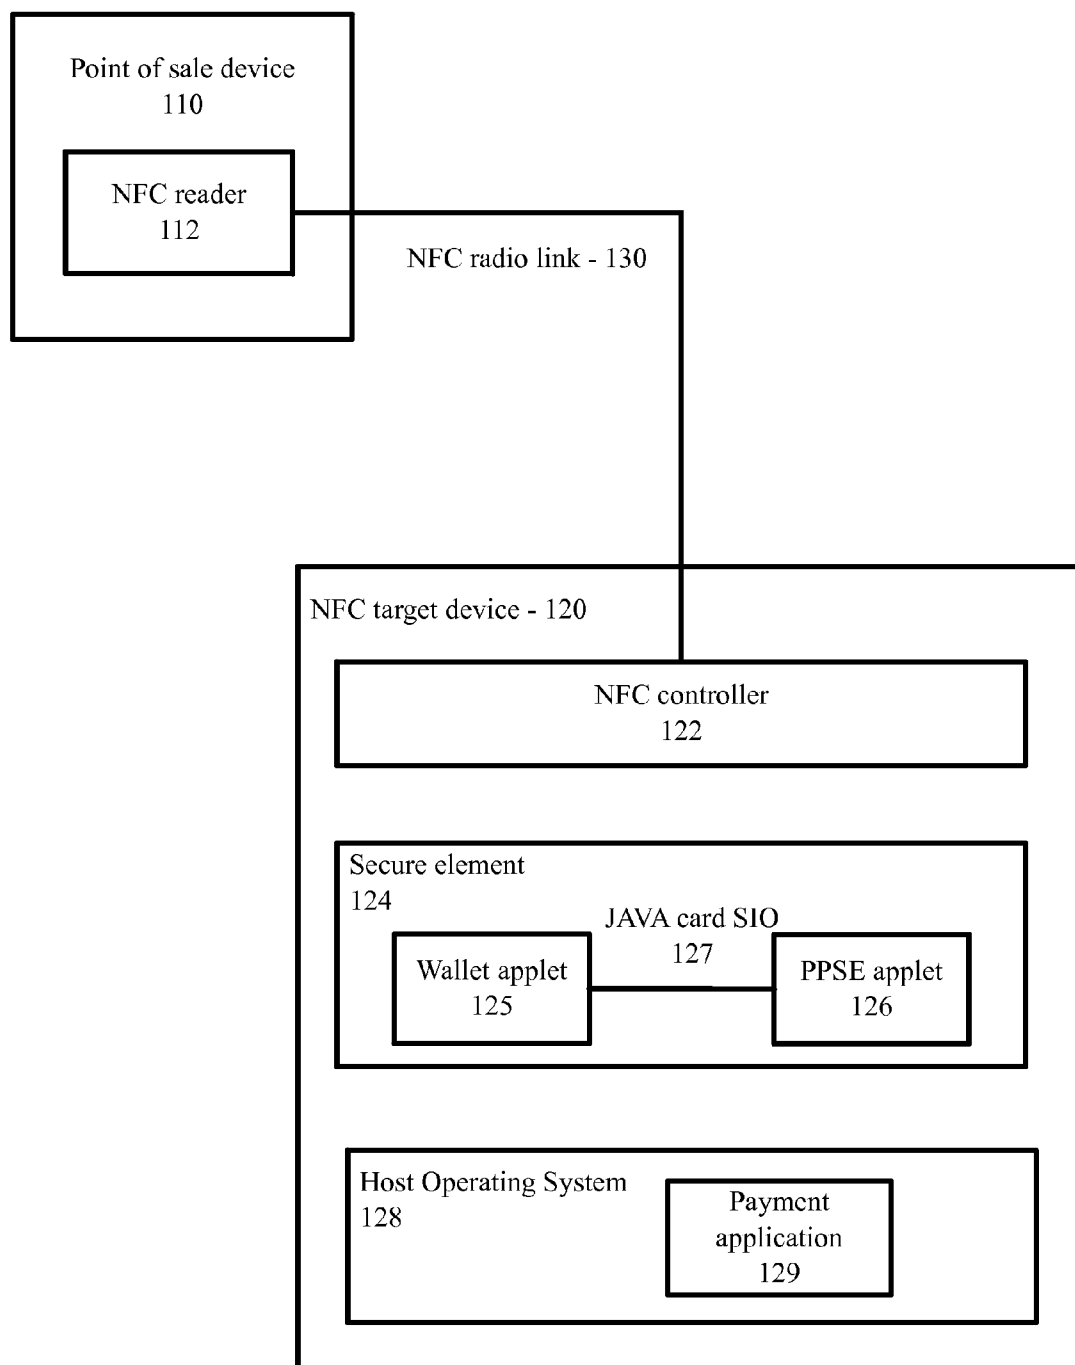 Point of sale device
110
NFC reader
112
NFC radio link - 130
NFC target device - 120
NFC controller
122
Secure element
124
JAVA card SIO
127
Wallet applet
125
PPSE applet
126
Host Operating System
128
Payment
application
129